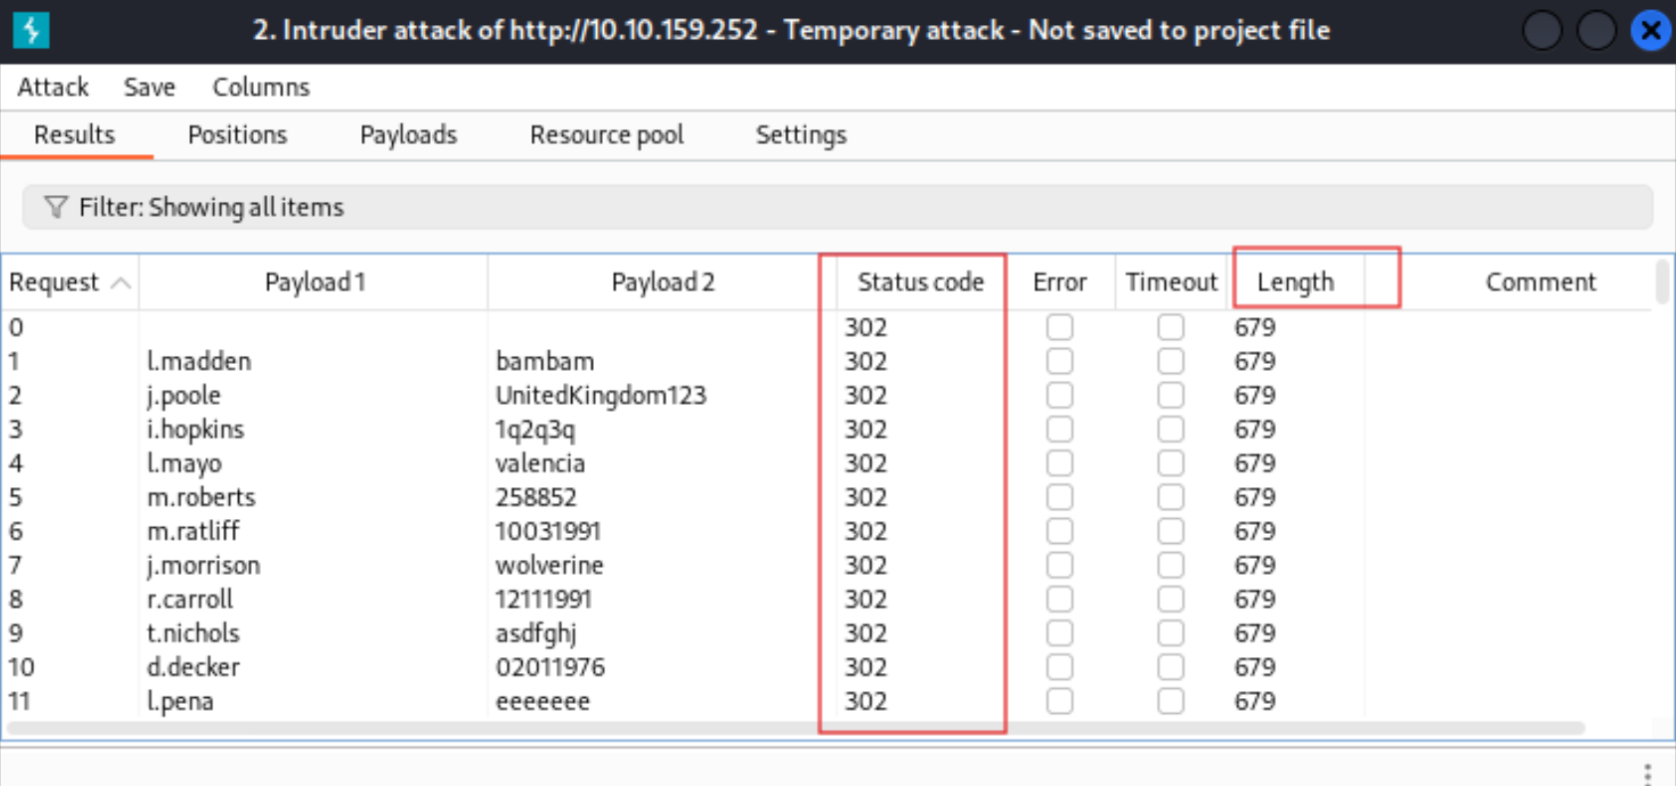 2. Intruder attack of http://10.10.159.252 - Temporary attack - Not saved to project file
Attack Save Columns
Results Positions Payloads Resource pool Settings
Filter: Showing all items
Request Payload 1 Payload 2 Status code Error Timeout Length Comment
0 302 679
1 l.madden bambam 302 679
2 j.poole UnitedKingdom123 302 679
3 i.hopkins 1q2q3q 302 679
4 l.mayo valencia 302 679
5 m.roberts 258852 302 679
6 m.ratliff 10031991 302 679
7 j.morrison wolverine 302 679
8 r.carroll 12111991 302 679
9 t.nichols asdfghj 302 679
10 d.decker 02011976 302 679
11 l.pena eeeeeee 302 679